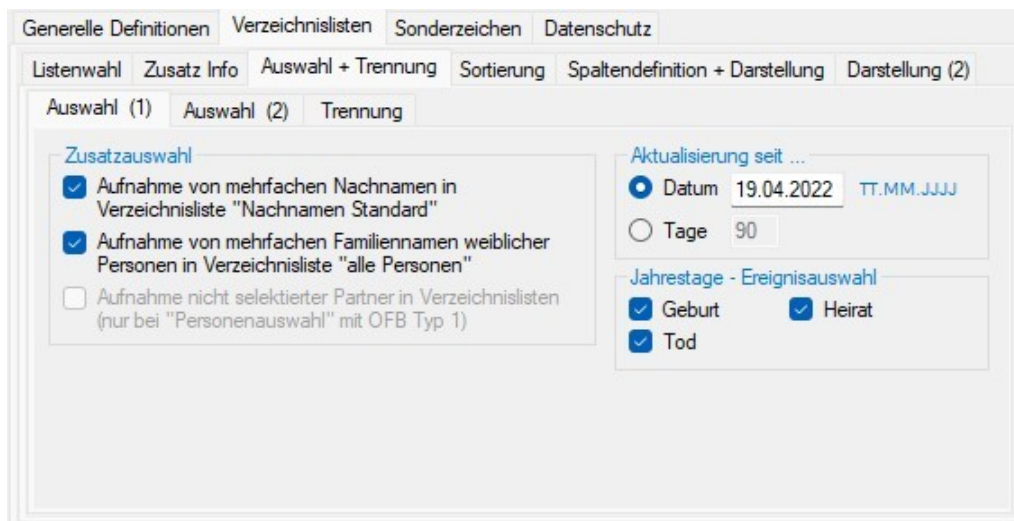 Generelle Definitionen Verzeichnislisten Sonderzeichen Datenschutz
Listenwahl Zusatz Info Auswahl + Trennung Sortierung Spaltendefinition + Darstellung Darstellung (2)
Auswahl (1) Auswahl (2) Trennung
Zusatzauswahl
Aufnahme von mehrfachen Nachnamen in
Verzeichnisliste "Nachnamen Standard"
Aufnahme von mehrfachen Familiennamen weiblicher
Personen in Verzeichnisliste "alle Personen"
Aufnahme nicht selektierter Partner in Verzeichnislisten
(nur bei "Personenauswahl" mit OFB Typ 1)
Aktualisierung seit ...
Datum 19.04.2022 TT.MM.JJJJ
Tage 90
Jahrestage - Ereignisauswahl
Geburt Heirat
Tod